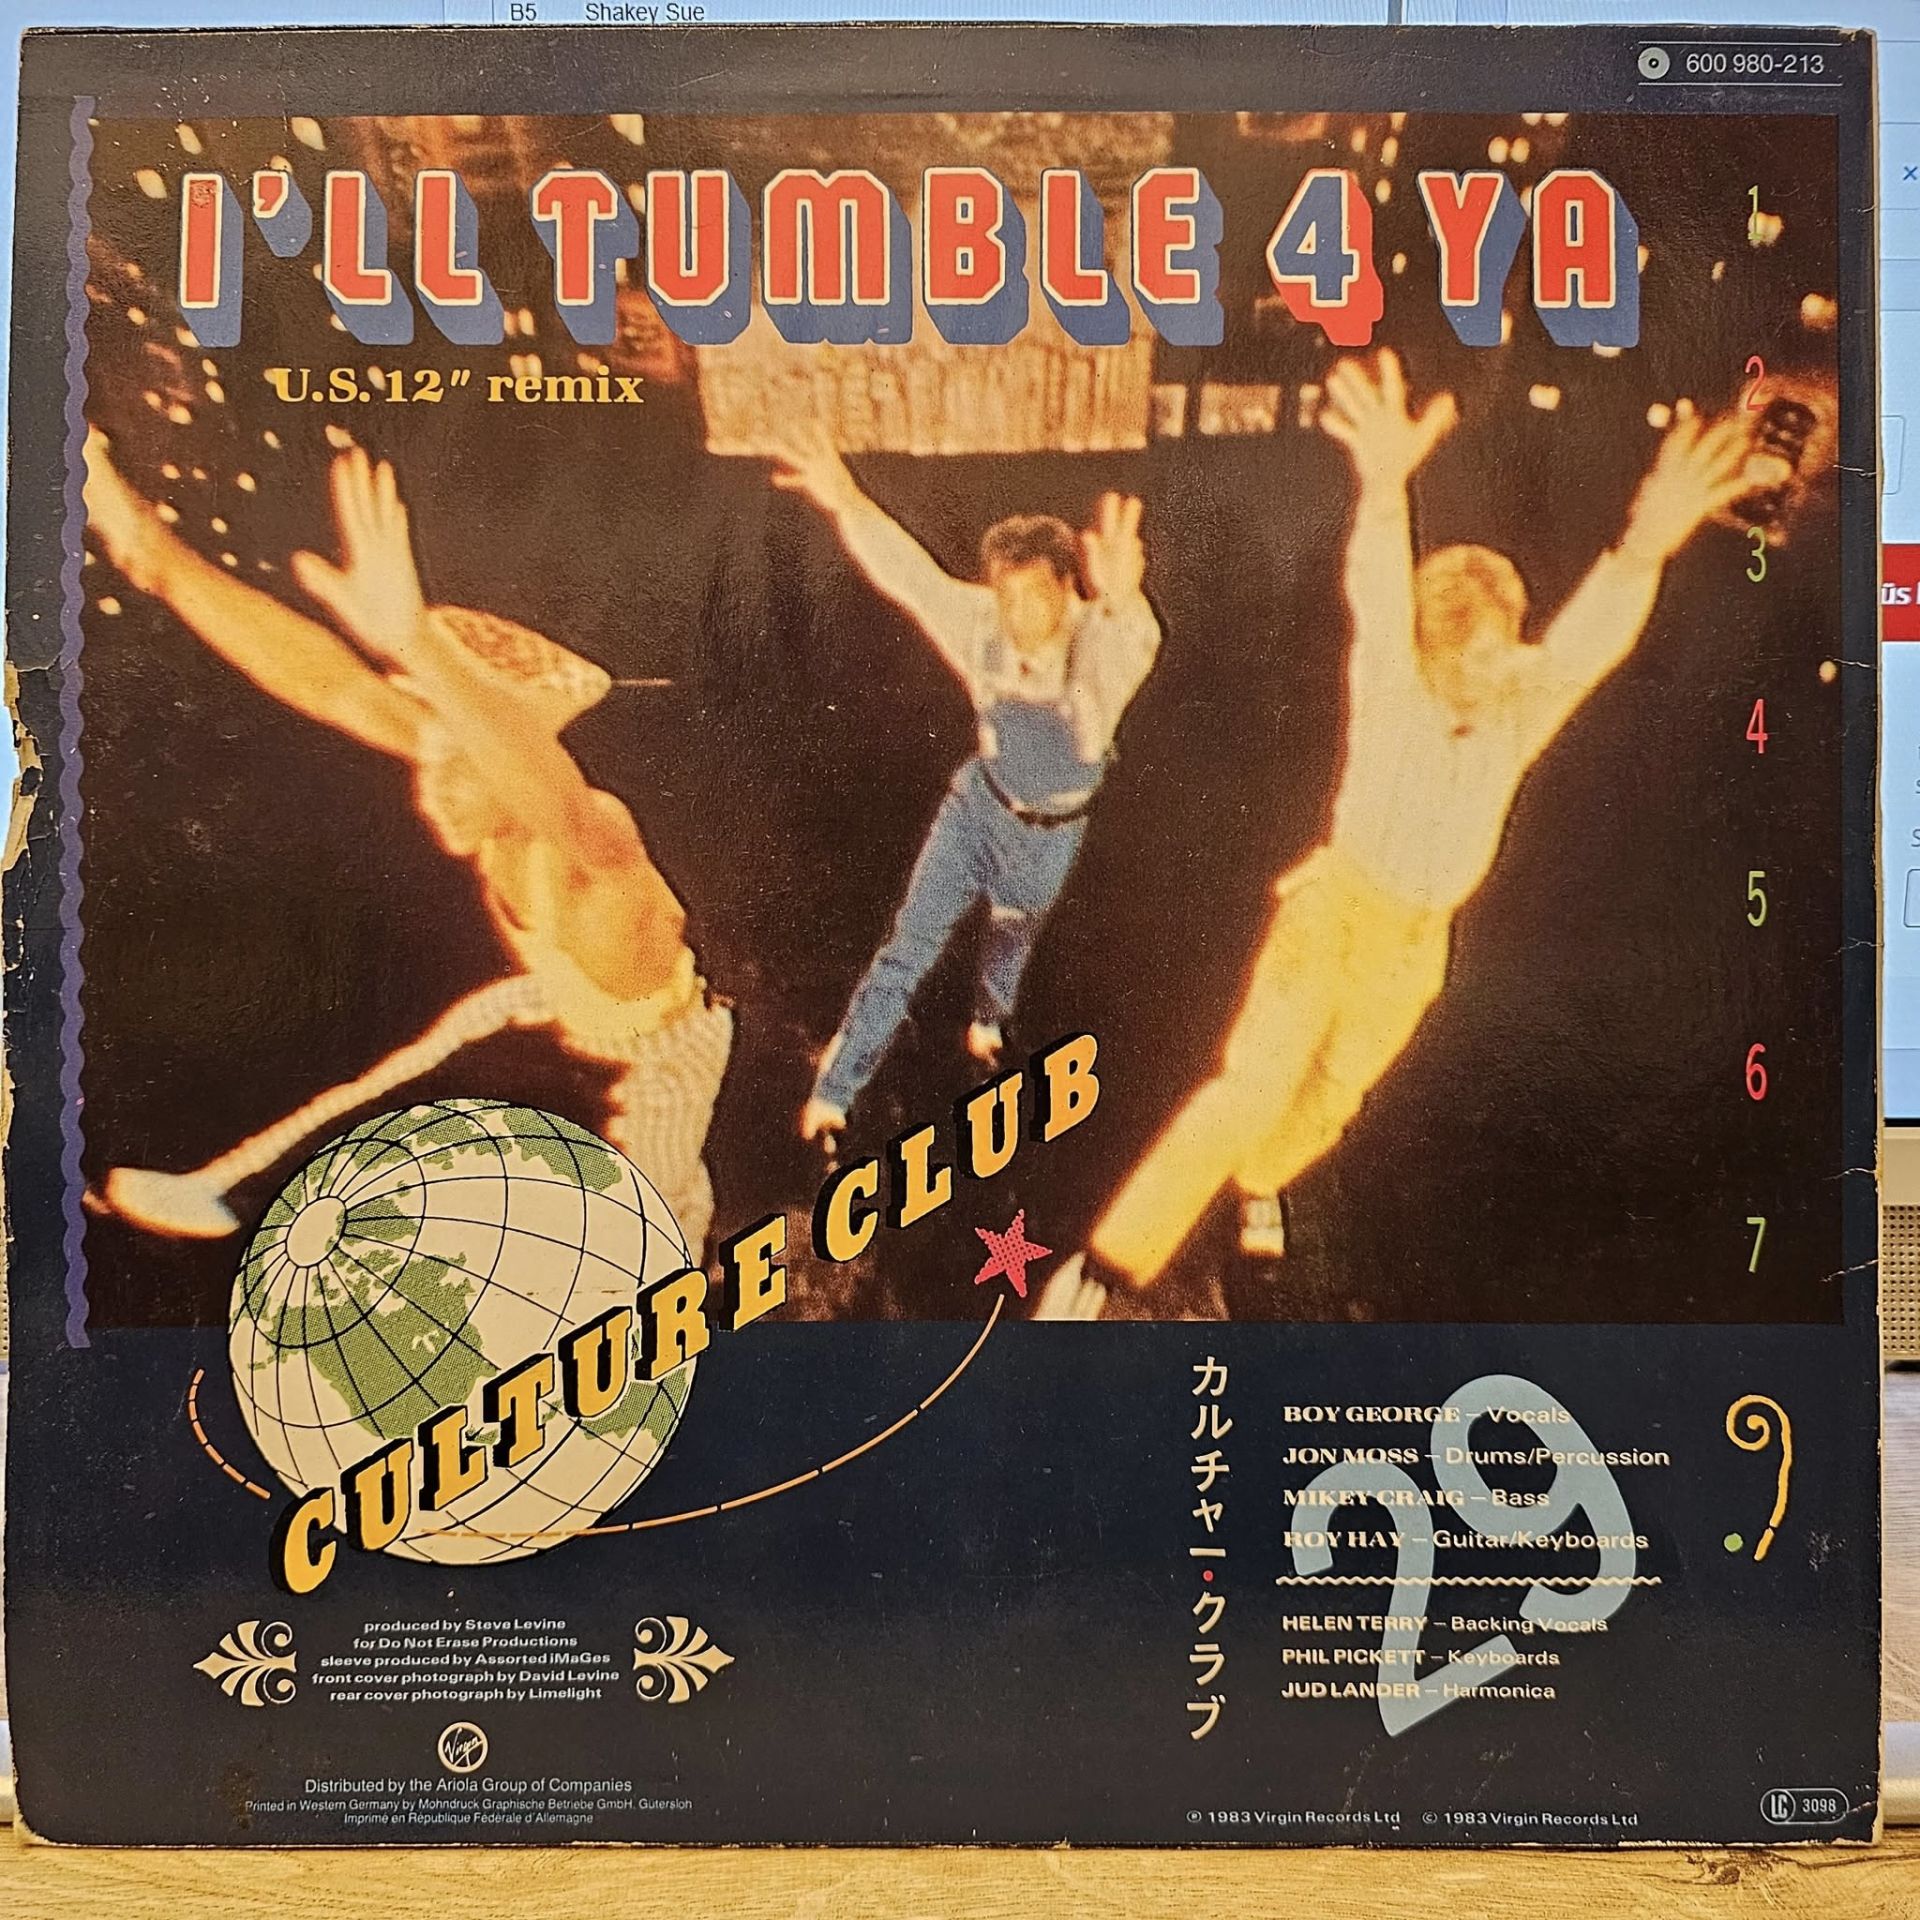 B5 Shakey Sue
600 980-213
I'LL TUMBLE 4 YA
U.S. 12" remix
1
2
3
4
5
6
7
CULTURE CLUB
カルチャー・クラブ
29
BOY GEORGE – Vocals
JON MOSS – Drums/Percussion
MIKEY CRAIG – Bass
ROY HAY – Guitar/Keyboards
HELEN TERRY – Backing Vocals
PHIL PICKETT – Keyboards
JUD LANDER – Harmonica
produced by Steve Levine
for Do Not Erase Productions
sleeve produced by Assorted iMaGes
front cover photograph by David Levine
rear cover photograph by Limelight
Virgin
Distributed by the Ariola Group of Companies
Printed in Western Germany by Mohndruck Graphische Betriebe GmbH. Gütersloh
Imprimé en République Fédérale d'Allemagne
℗ 1983 Virgin Records Ltd © 1983 Virgin Records Ltd
LC 3098